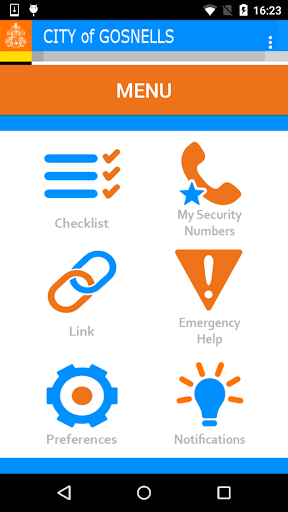 16:23
CITY of GOSNELLS
MENU
Checklist
My Security
Numbers
Link
Emergency
Help
Preferences
Notifications